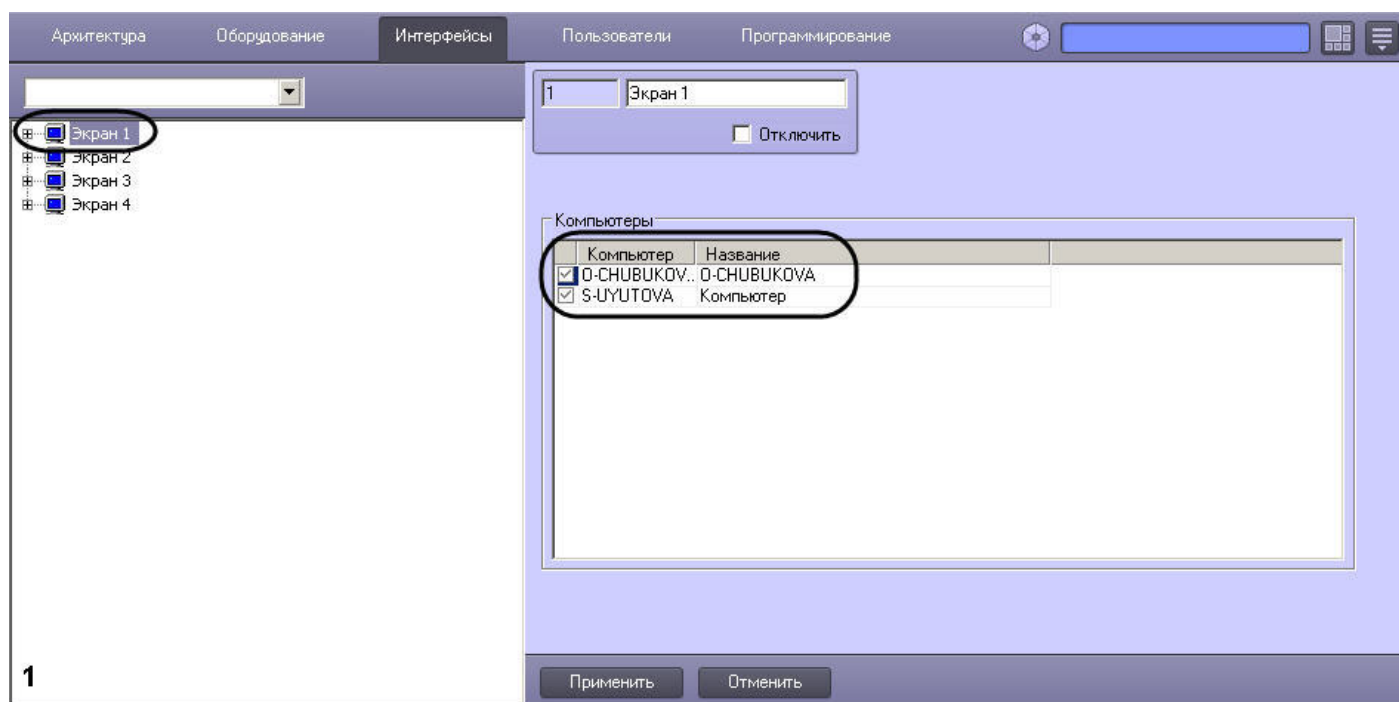 Архитектура Оборудование Интерфейсы Пользователи Программирование
1 Экран 1
Отключить
Экран 1
Экран 2
Экран 3
Экран 4
Компьютеры
Компьютер Название
O-CHUBUKOV... O-CHUBUKOVA
S-UYUTOVA Компьютер
1
Применить Отменить